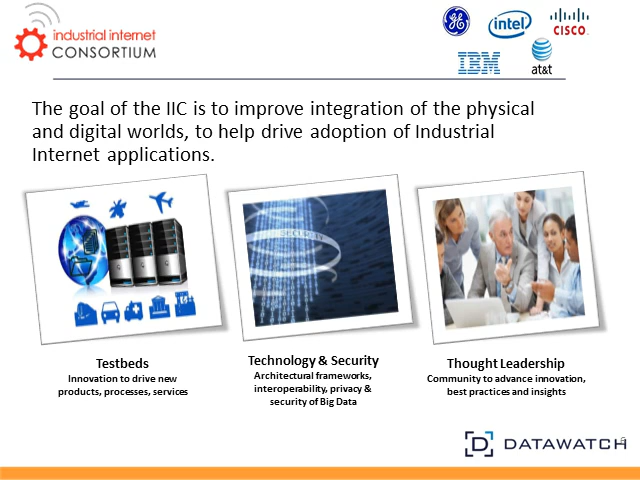 industrial internet
CONSORTIUM
intel
CISCO
IBM
at&t
The goal of the IIC is to improve integration of the physical
and digital worlds, to help drive adoption of Industrial
Internet applications.
SECURITY
Testbeds
Innovation to drive new
products, processes, services
Technology & Security
Architectural frameworks,
interoperability, privacy &
security of Big Data
Thought Leadership
Community to advance innovation,
best practices and insights
D DATAWATCH